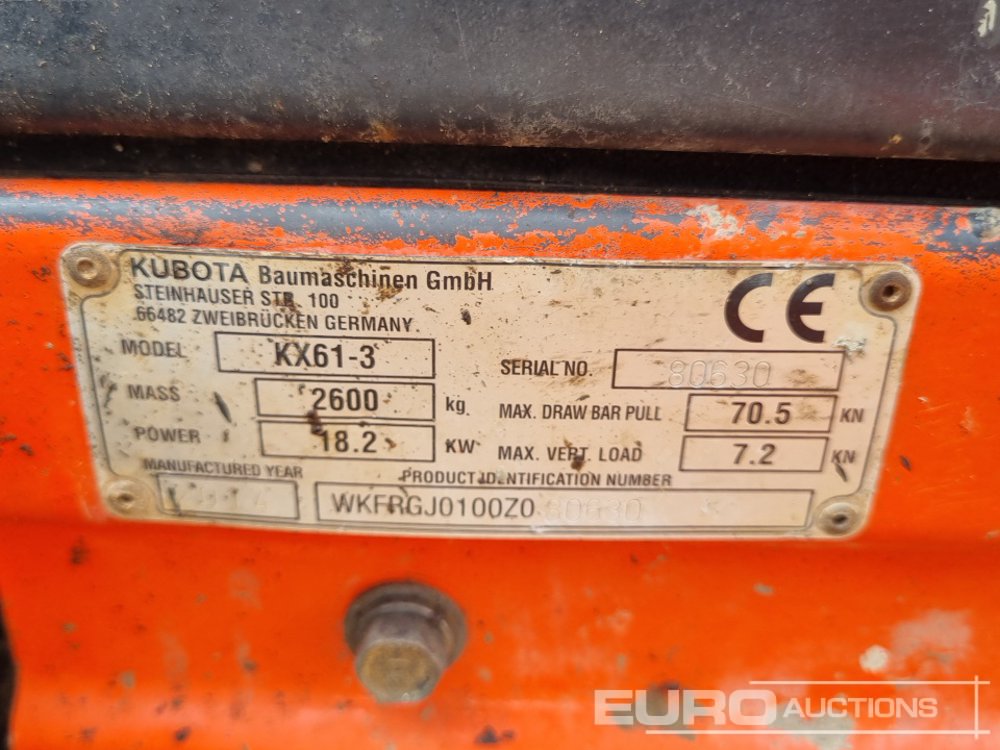 KUBOTA Baumaschinen GmbH
STEINHAUSER STR. 100
66482 ZWEIBRÜCKEN GERMANY
CE
MODEL KX61-3
SERIAL NO. 80630
MASS 2600 kg
MAX. DRAW BAR PULL 70.5 KN
POWER 18.2 KW
MAX. VERT. LOAD 7.2 KN
MANUFACTURED YEAR
PRODUCT IDENTIFICATION NUMBER
WKFRGJ0100Z080630
EURO AUCTIONS